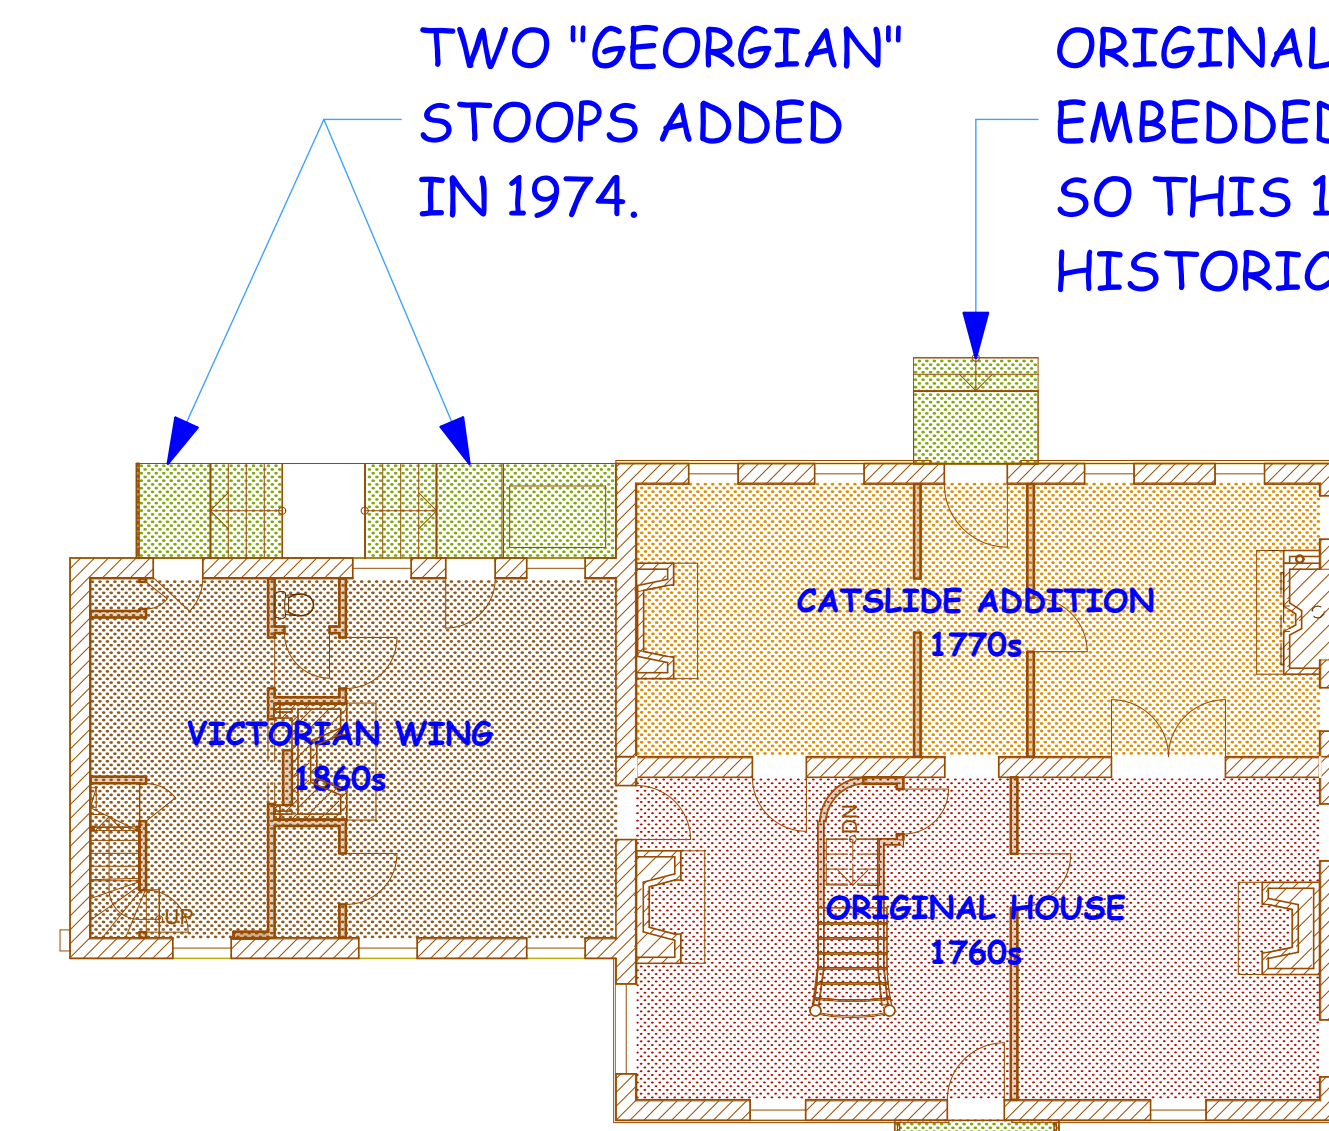 TWO "GEORGIAN"
STOOPS ADDED
IN 1974.
ORIGINAL
EMBEDDED
SO THIS 1
HISTORIC
CATSLIDE ADDITION
1770s
VICTORIAN WING
1860s
DN
ORIGINAL HOUSE
1760s
UP